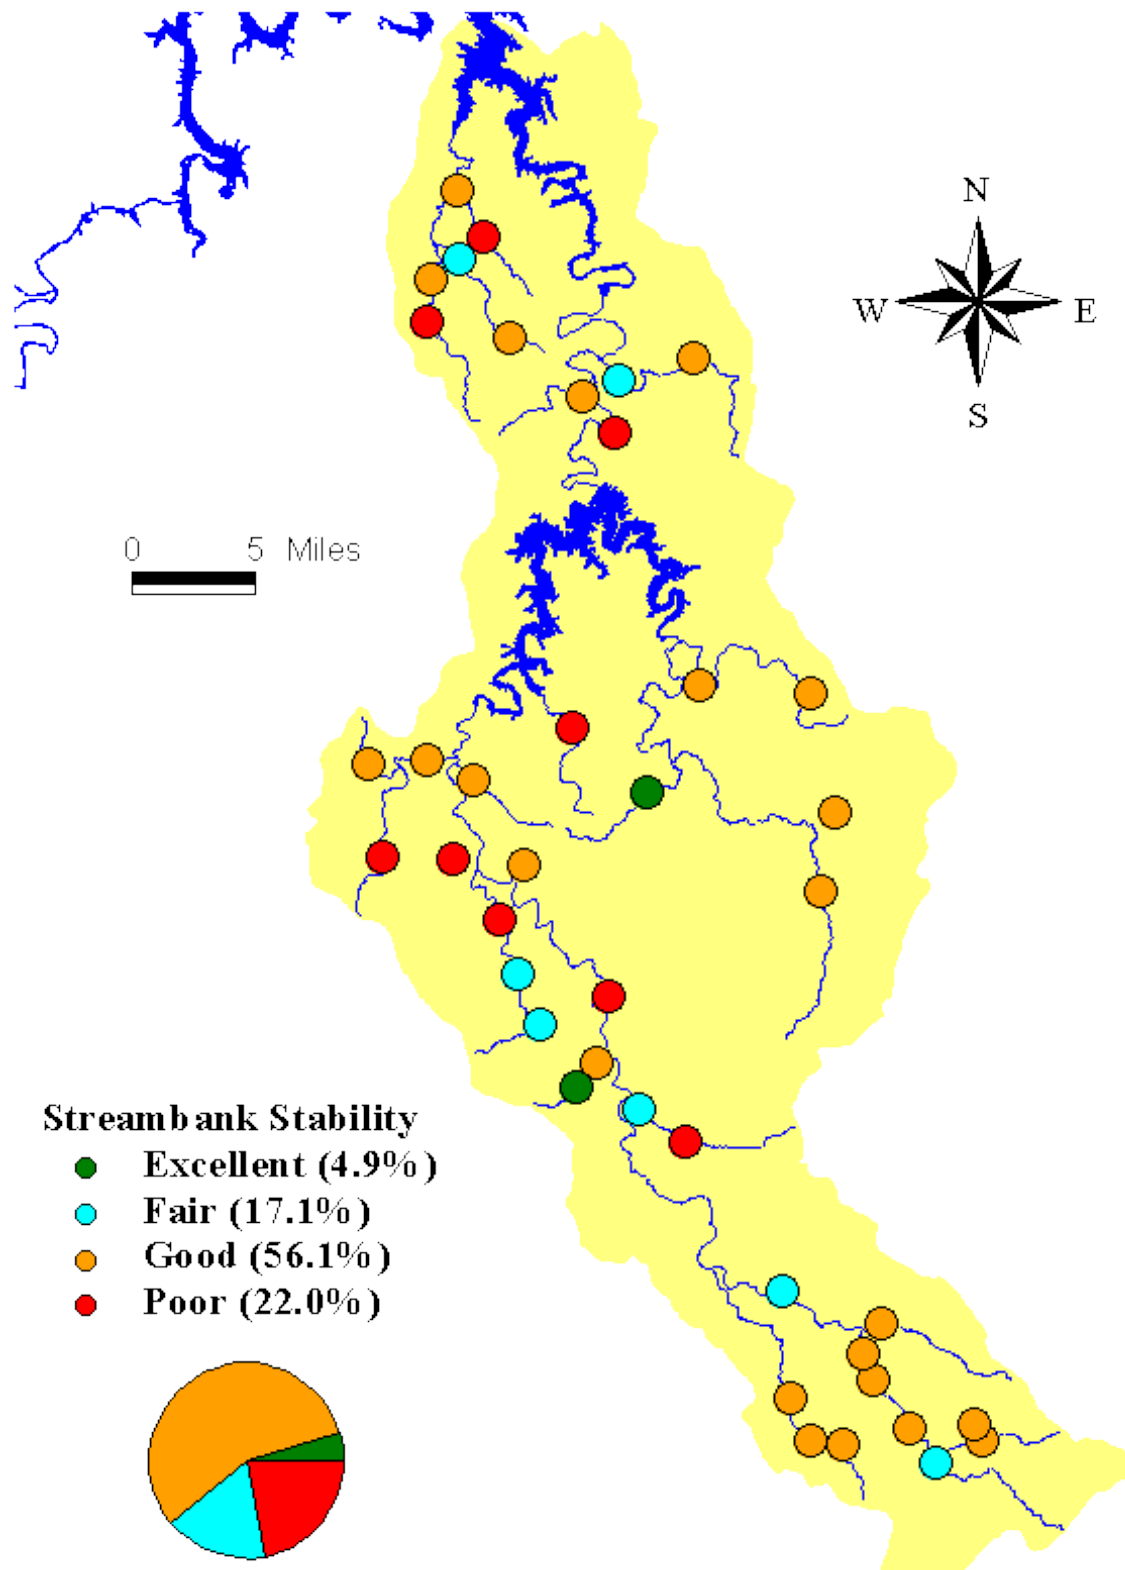 N
W E
S
0 5 Miles
Streambank Stability
Excellent (4.9%)
Fair (17.1%)
Good (56.1%)
Poor (22.0%)